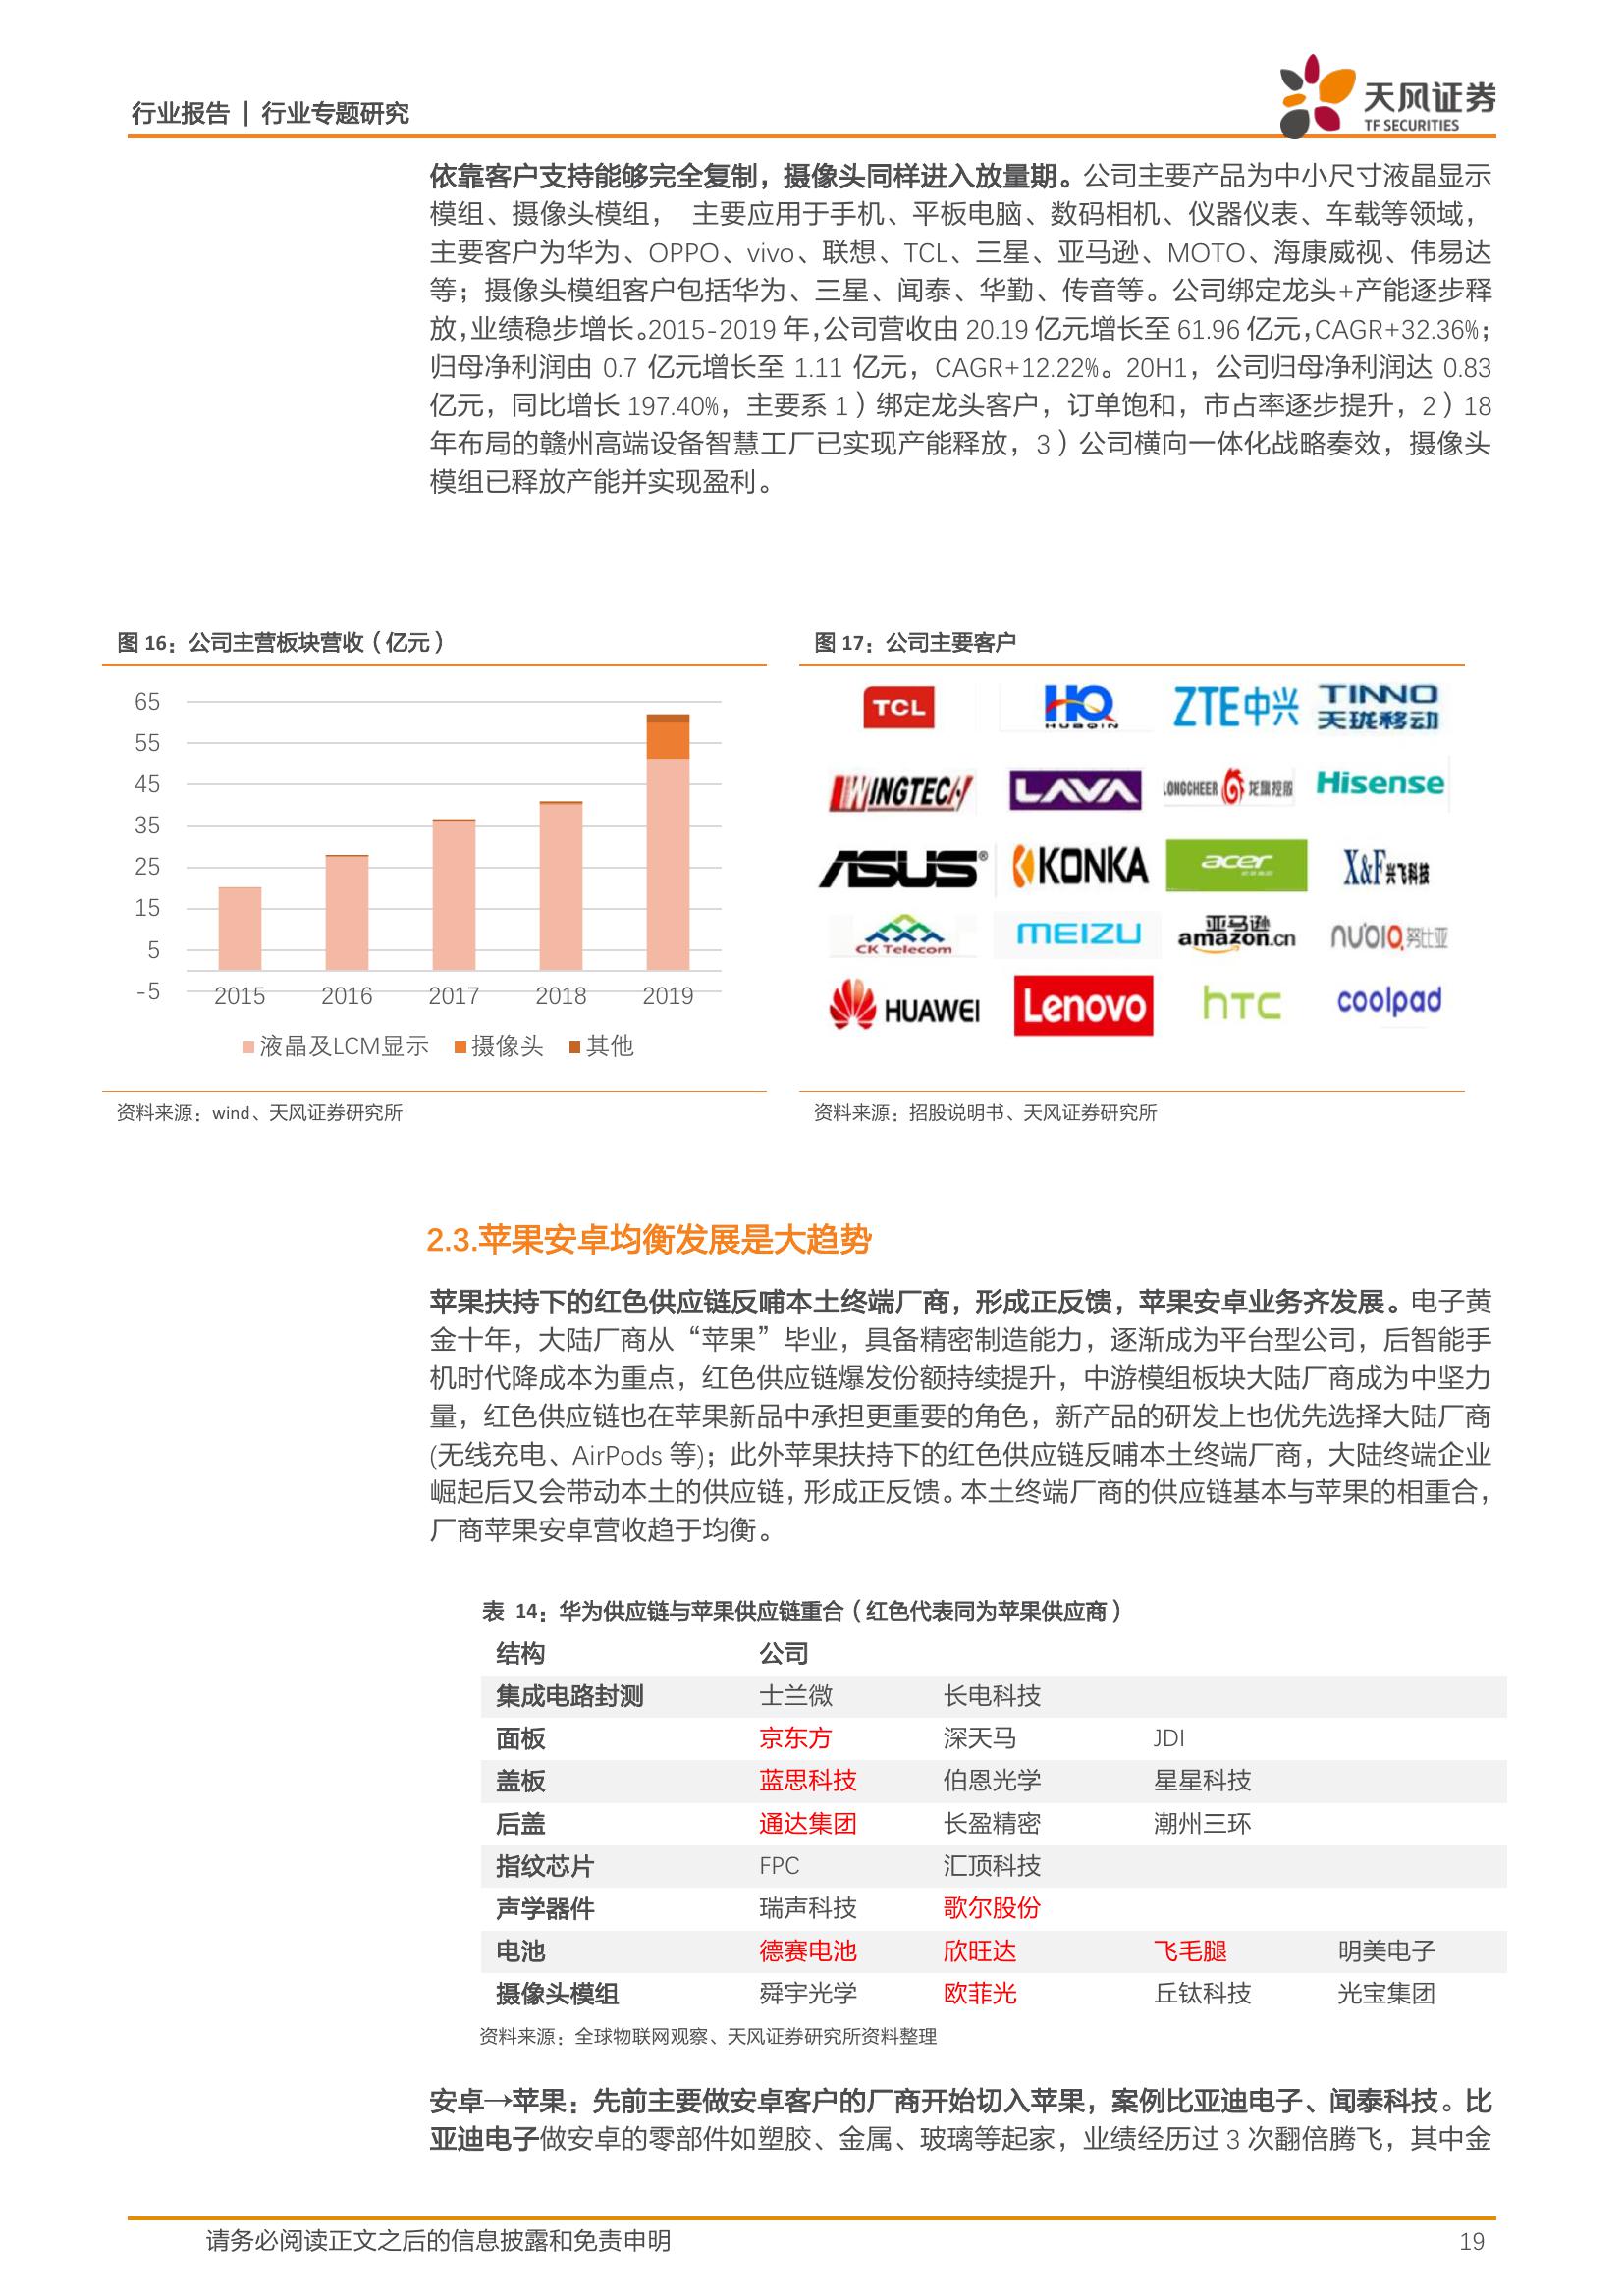 行业报告 | 行业专题研究
天风证券
TF SECURITIES
依靠客户支持能够完全复制，摄像头同样进入放量期。公司主要产品为中小尺寸液晶显示
模组、摄像头模组， 主要应用于手机、平板电脑、数码相机、仪器仪表、车载等领域，
主要客户为华为、OPPO、vivo、联想、TCL、三星、亚马逊、MOTO、海康威视、伟易达
等；摄像头模组客户包括华为、三星、闻泰、华勤、传音等。公司绑定龙头+产能逐步释
放，业绩稳步增长。2015-2019 年，公司营收由 20.19 亿元增长至 61.96 亿元，CAGR+32.36%；
归母净利润由 0.7 亿元增长至 1.11 亿元，CAGR+12.22%。20H1，公司归母净利润达 0.83
亿元，同比增长 197.40%，主要系 1）绑定龙头客户，订单饱和，市占率逐步提升，2）18
年布局的赣州高端设备智慧工厂已实现产能释放，3）公司横向一体化战略奏效，摄像头
模组已释放产能并实现盈利。
图 16：公司主营板块营收（亿元）
65
55
45
35
25
15
5
-5
2015 2016 2017 2018 2019
液晶及LCM显示 摄像头 其他
资料来源：wind、天风证券研究所
图 17：公司主要客户
TCL HQ HUAQIN ZTE中兴 TINNO 天珑移动
WINGTECH LAVA LONGCHEER 龙旗控股 Hisense
ASUS® KONKA acer X&F兴飞科技
CK Telecom MEIZU 亚马逊 amazon.cn nubia 努比亚
HUAWEI Lenovo hTC coolpad
资料来源：招股说明书、天风证券研究所
2.3.苹果安卓均衡发展是大趋势
苹果扶持下的红色供应链反哺本土终端厂商，形成正反馈，苹果安卓业务齐发展。电子黄
金十年，大陆厂商从“苹果”毕业，具备精密制造能力，逐渐成为平台型公司，后智能手
机时代降成本为重点，红色供应链爆发份额持续提升，中游模组板块大陆厂商成为中坚力
量，红色供应链也在苹果新品中承担更重要的角色，新产品的研发上也优先选择大陆厂商
(无线充电、AirPods 等)；此外苹果扶持下的红色供应链反哺本土终端厂商，大陆终端企业
崛起后又会带动本土的供应链，形成正反馈。本土终端厂商的供应链基本与苹果的相重合，
厂商苹果安卓营收趋于均衡。
表 14：华为供应链与苹果供应链重合（红色代表同为苹果供应商）
结构 公司
集成电路封测 士兰微 长电科技
面板 京东方 深天马 JDI
盖板 蓝思科技 伯恩光学 星星科技
后盖 通达集团 长盈精密 潮州三环
指纹芯片 FPC 汇顶科技
声学器件 瑞声科技 歌尔股份
电池 德赛电池 欣旺达 飞毛腿 明美电子
摄像头模组 舜宇光学 欧菲光 丘钛科技 光宝集团
资料来源：全球物联网观察、天风证券研究所资料整理
安卓→苹果：先前主要做安卓客户的厂商开始切入苹果，案例比亚迪电子、闻泰科技。比
亚迪电子做安卓的零部件如塑胶、金属、玻璃等起家，业绩经历过 3 次翻倍腾飞，其中金
请务必阅读正文之后的信息披露和免责申明
19